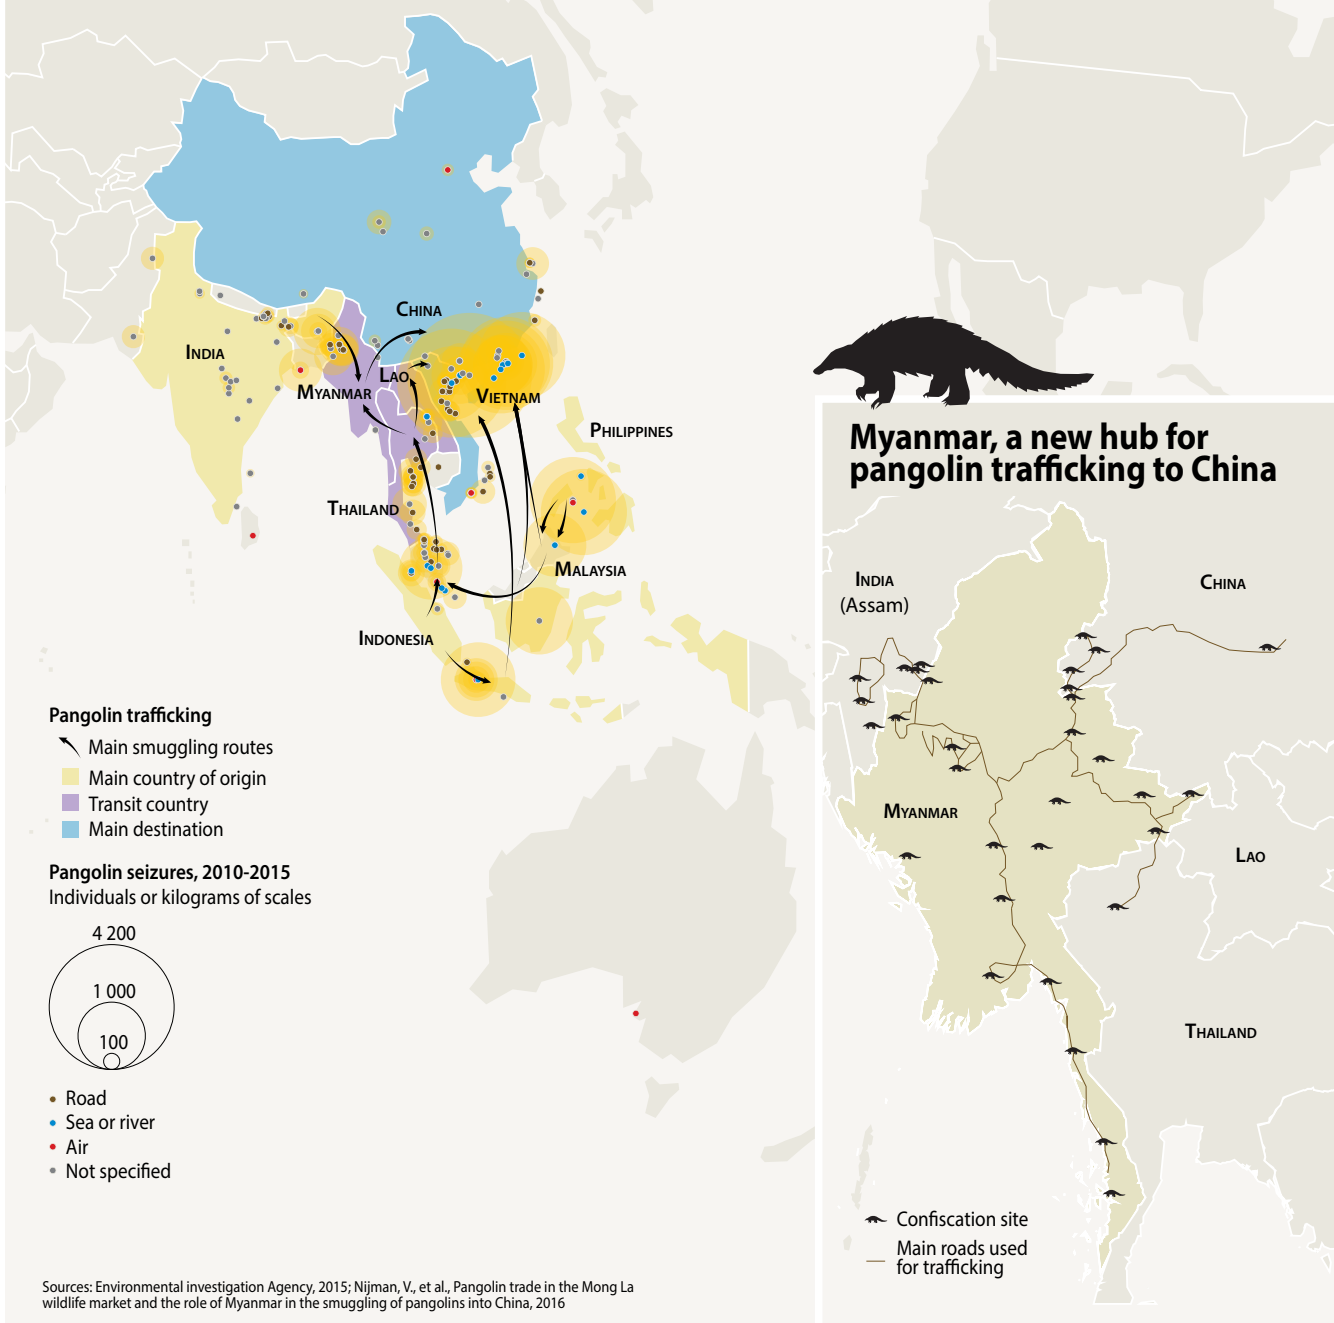 China
India
Lao
Myanmar
Vietnam
Philippines
Thailand
Malaysia
Indonesia
Pangolin trafficking
Main smuggling routes
Main country of origin
Transit country
Main destination
Pangolin seizures, 2010-2015
Individuals or kilograms of scales
4 200
1 000
100
Road
Sea or river
Air
Not specified
Sources: Environmental investigation Agency, 2015; Nijman, V., et al., Pangolin trade in the Mong La
wildlife market and the role of Myanmar in the smuggling of pangolins into China, 2016
Myanmar, a new hub for
pangolin trafficking to China
India
(Assam)
China
Myanmar
Lao
Thailand
Confiscation site
Main roads used
for trafficking